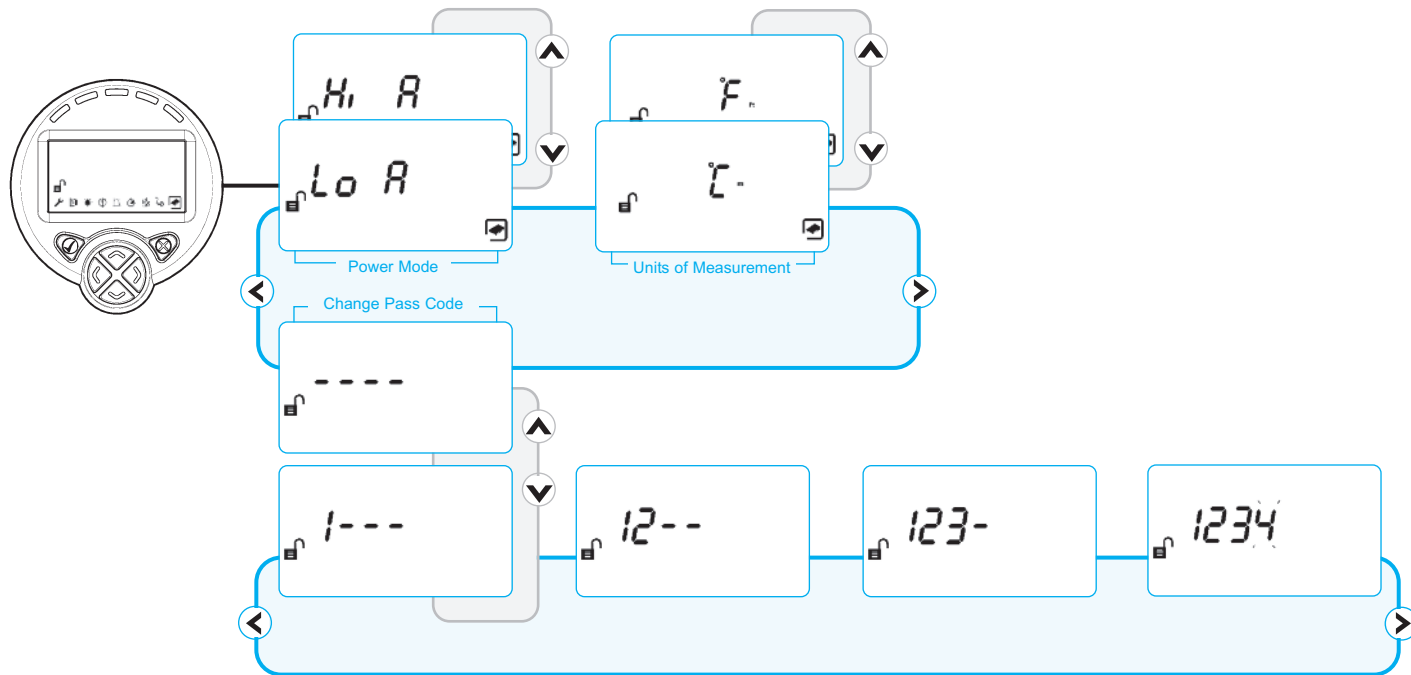 Hi A
°F
Lo A
°C
Power Mode
Units of Measurement
Change Pass Code
----
1---
12--
123-
1234